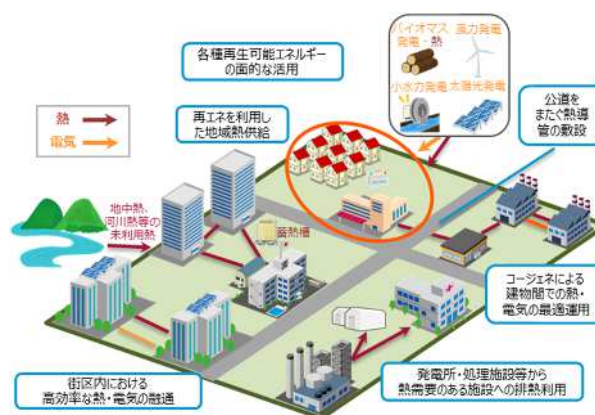 バイオマス
発電・熱
風力発電
小水力発電
太陽光発電
各種再生可能エネルギー
の面的な活用
公道を
またぐ熱導
管の敷設
熱
電気
再エネを利用し
た地域熱供給
地中熱、
河川熱等の
未利用熱
蓄熱槽
コージェネによる
建物間での熱・
電気の最適運用
街区内における
高効率な熱・電気の融通
発電所・処理施設等から
熱需要のある施設への排熱利用